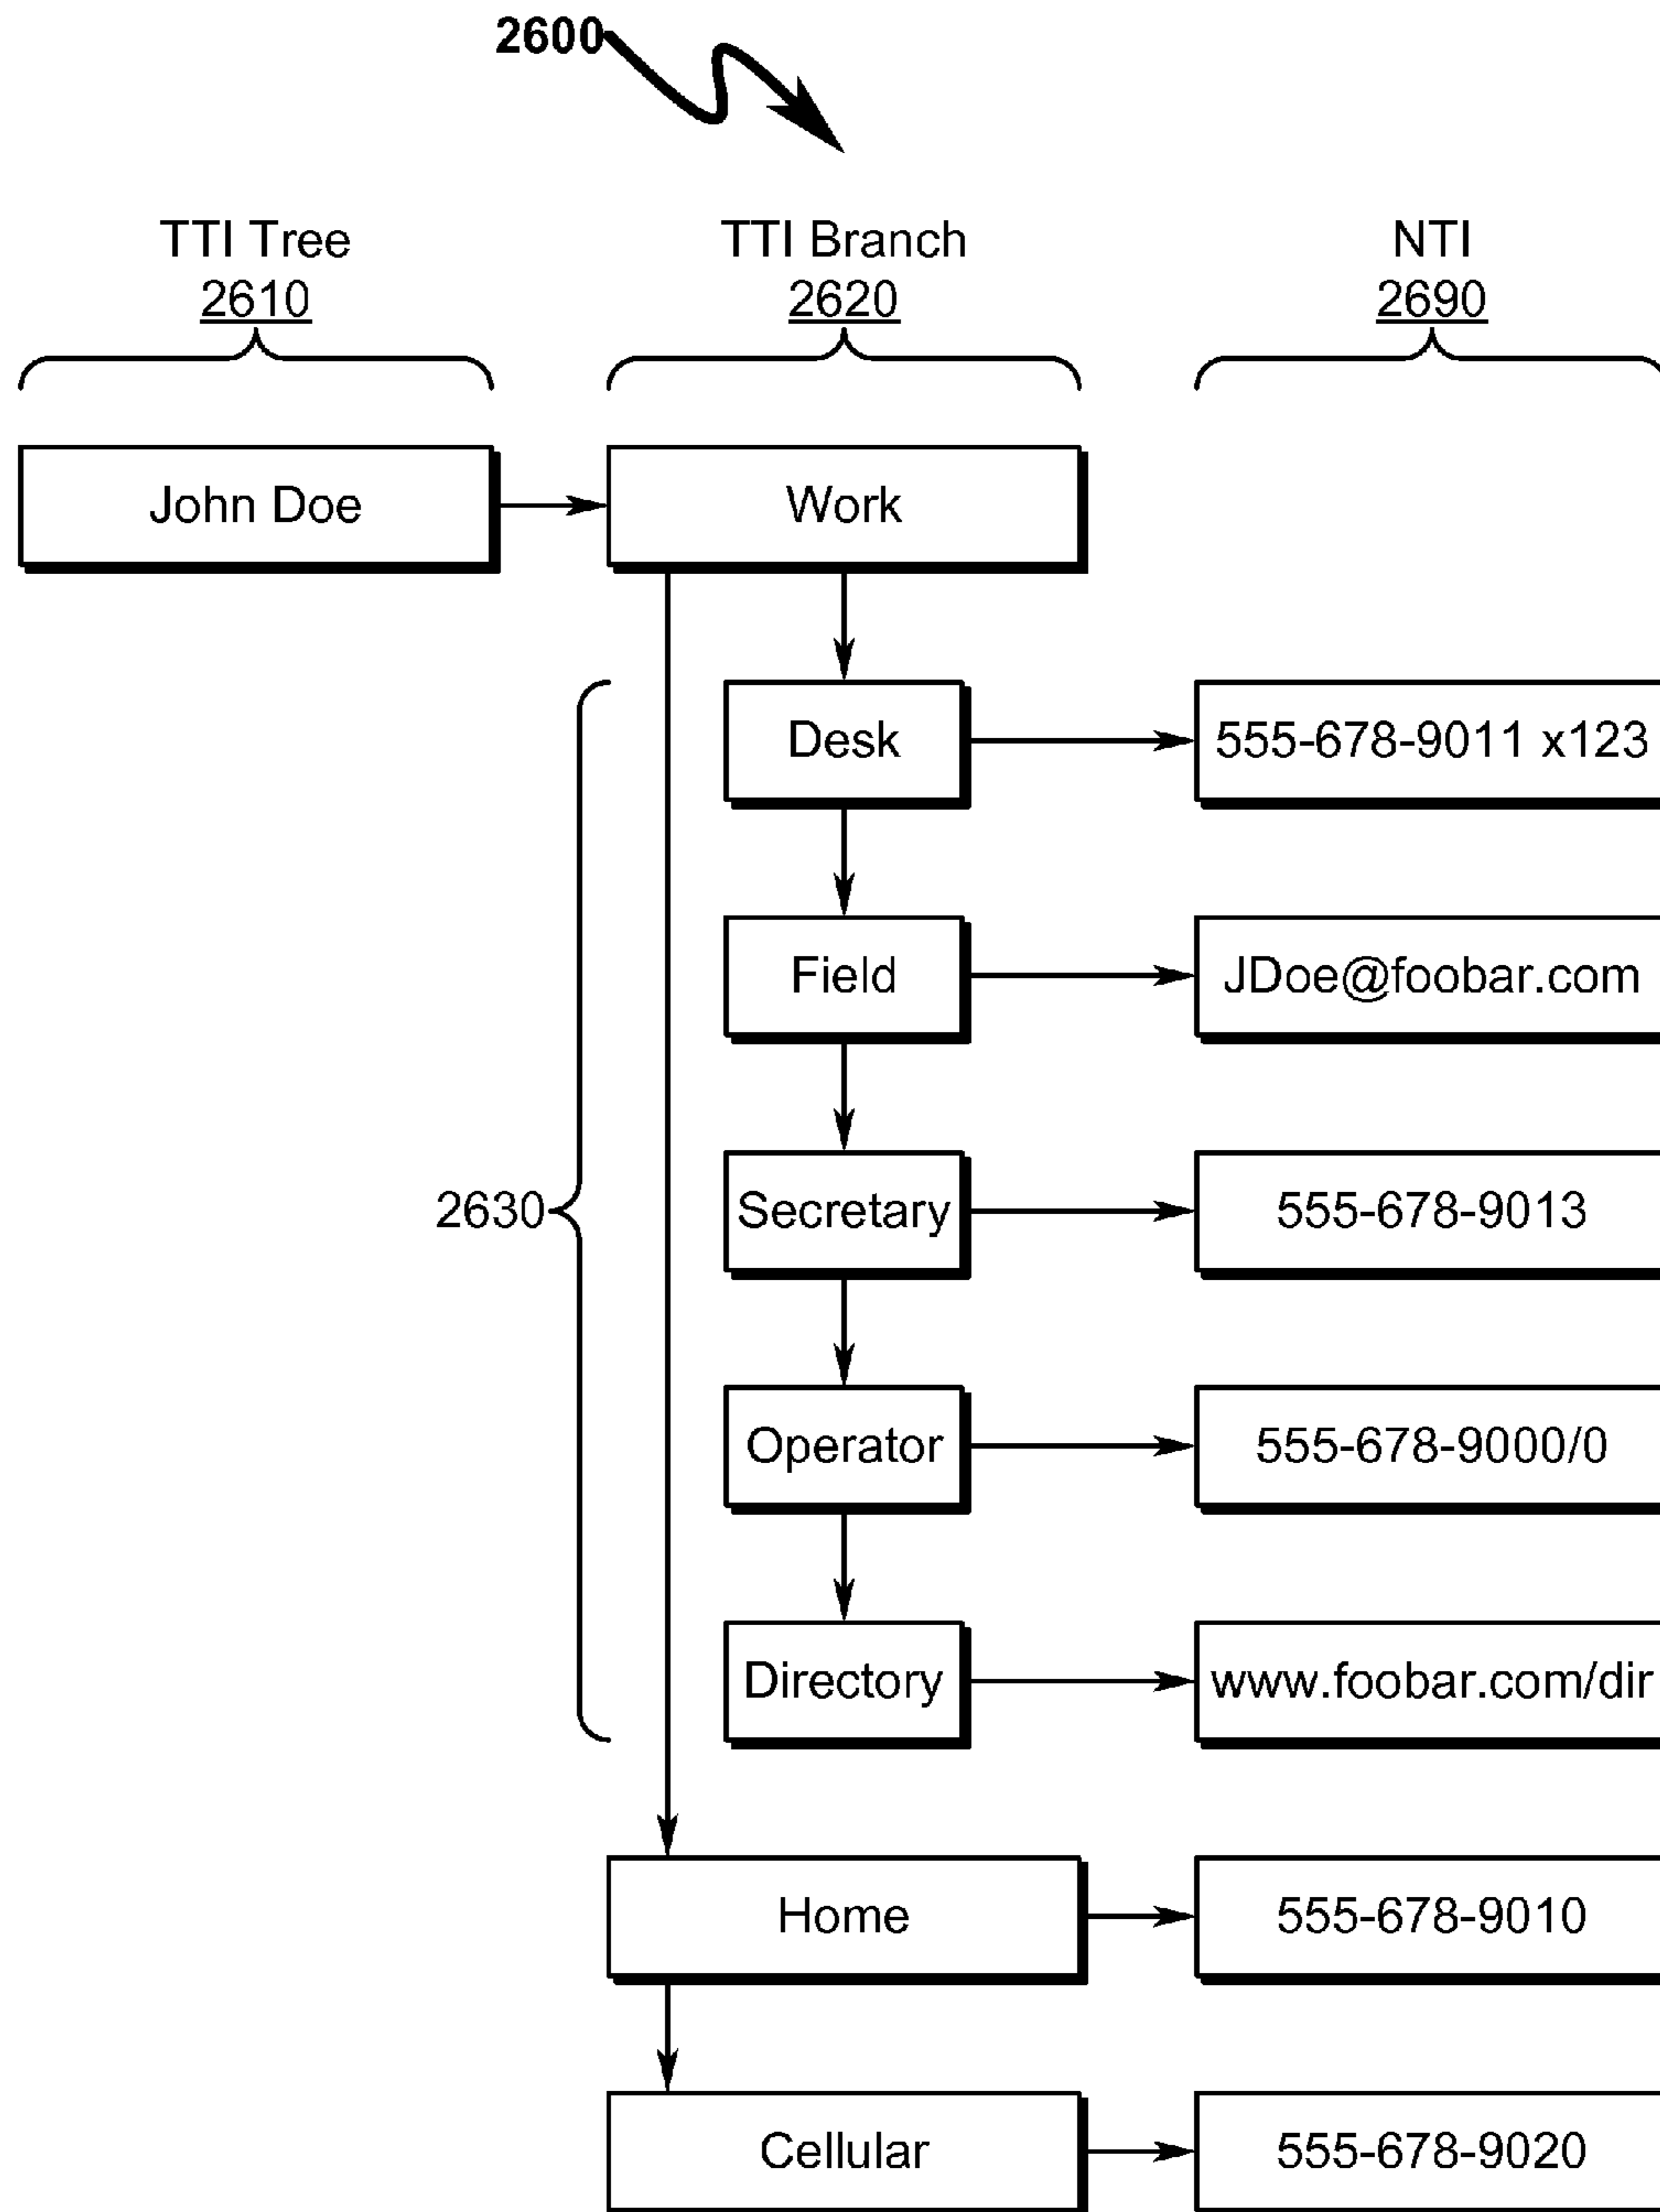 2600
TTI Tree
2610
TTI Branch
2620
NTI
2690
John Doe
Work
Desk
555-678-9011 x123
Field
JDoe@foobar.com
2630
Secretary
555-678-9013
Operator
555-678-9000/0
Directory
www.foobar.com/dir
Home
555-678-9010
Cellular
555-678-9020